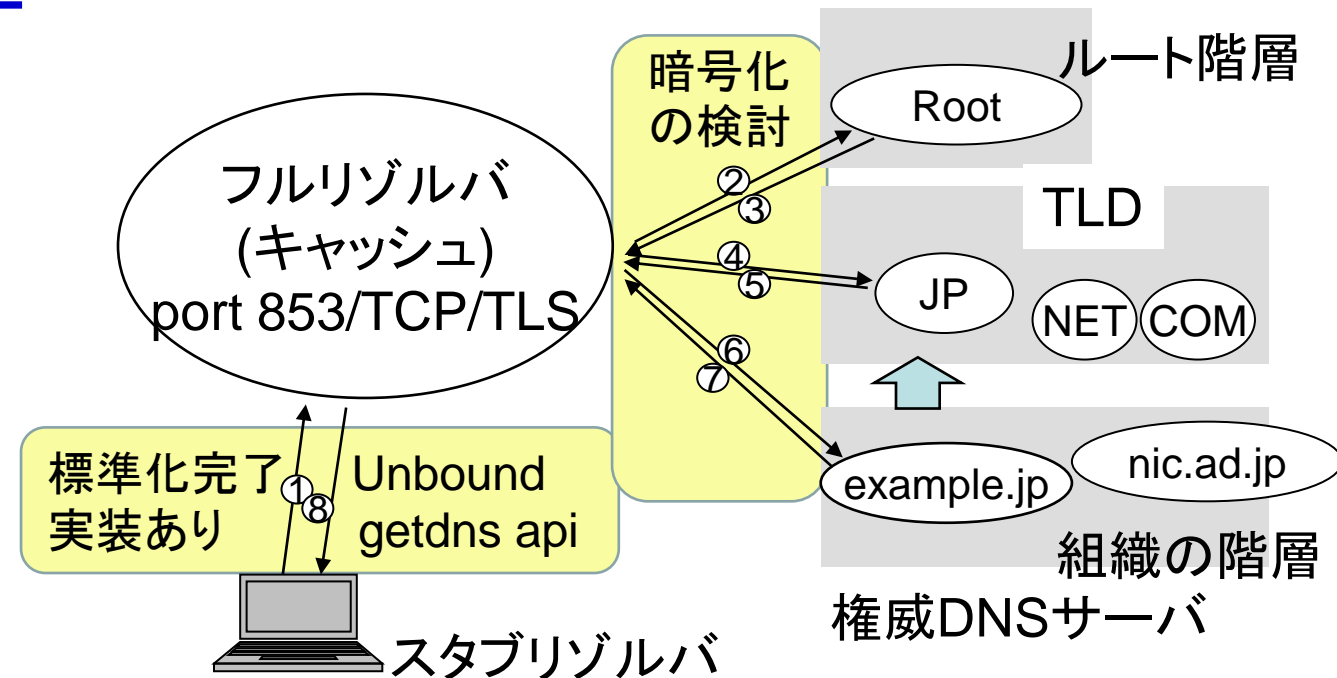 暗号化
の検討
ルート階層
Root
フルリゾルバ
(キャッシュ)
port 853/TCP/TLS
②
③
④
⑤
⑥
⑦
TLD
JP
NET
COM
標準化完了
実装あり
①
⑧
Unbound
getdns api
example.jp
nic.ad.jp
組織の階層
権威DNSサーバ
スタブリゾルバ